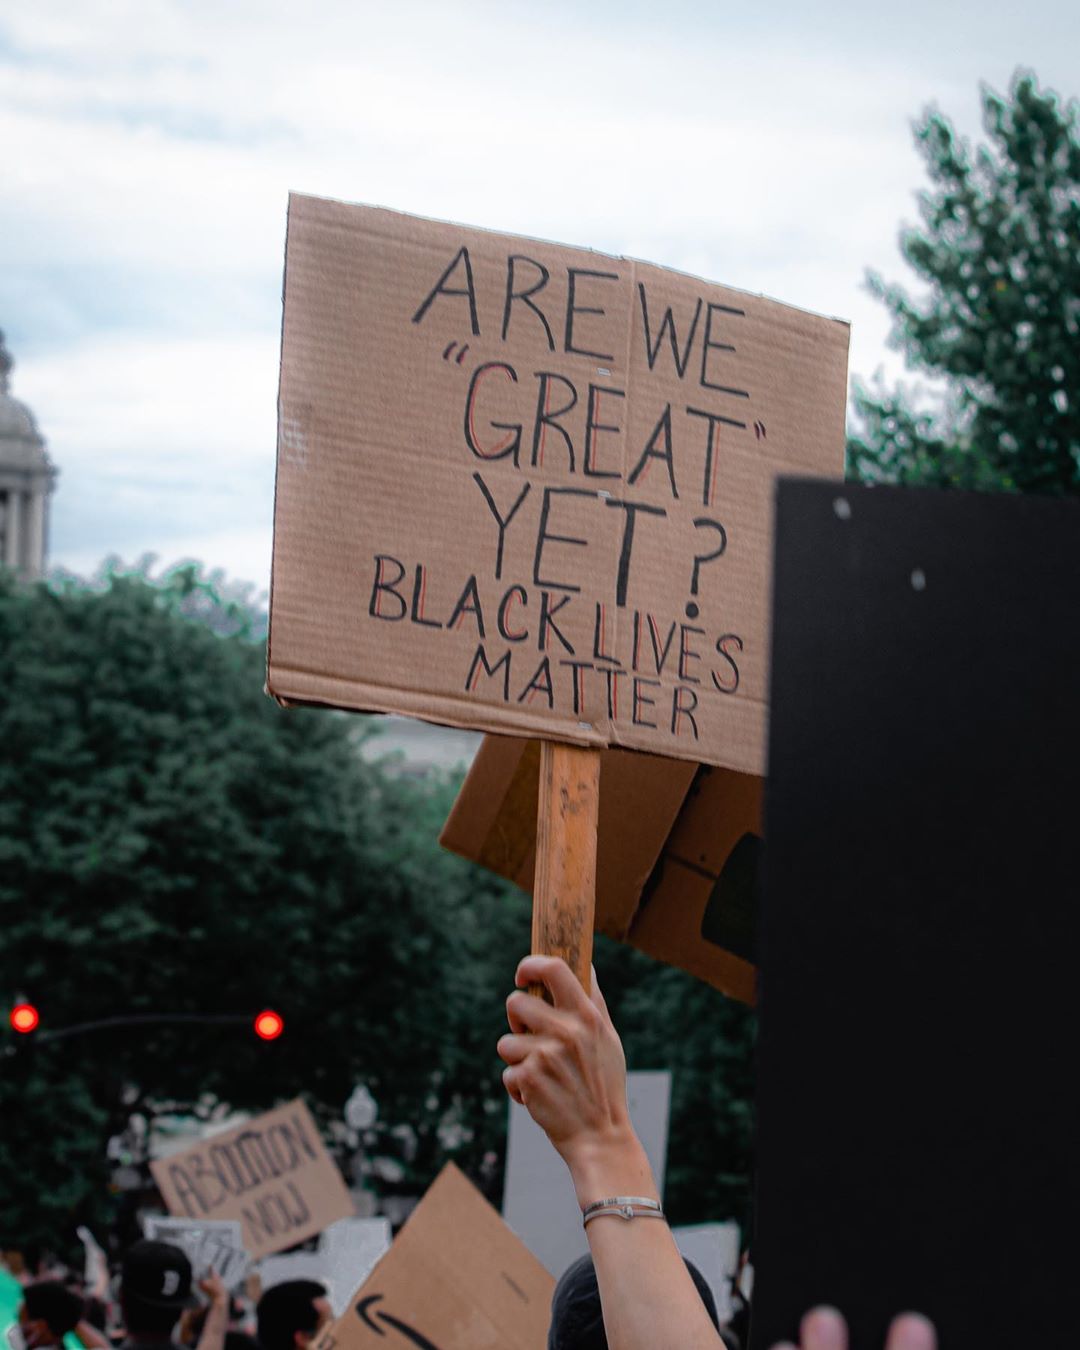 ARE WE
"GREAT"
YET?
BLACK LIVES
MATTER
ABOLITION
NOW